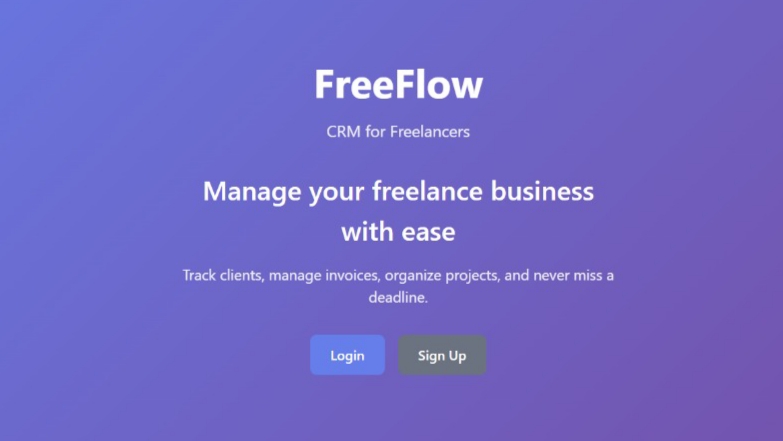 FreeFlow
CRM for Freelancers
Manage your freelance business
with ease
Track clients, manage invoices, organize projects, and never miss a
deadline.
Login
Sign Up